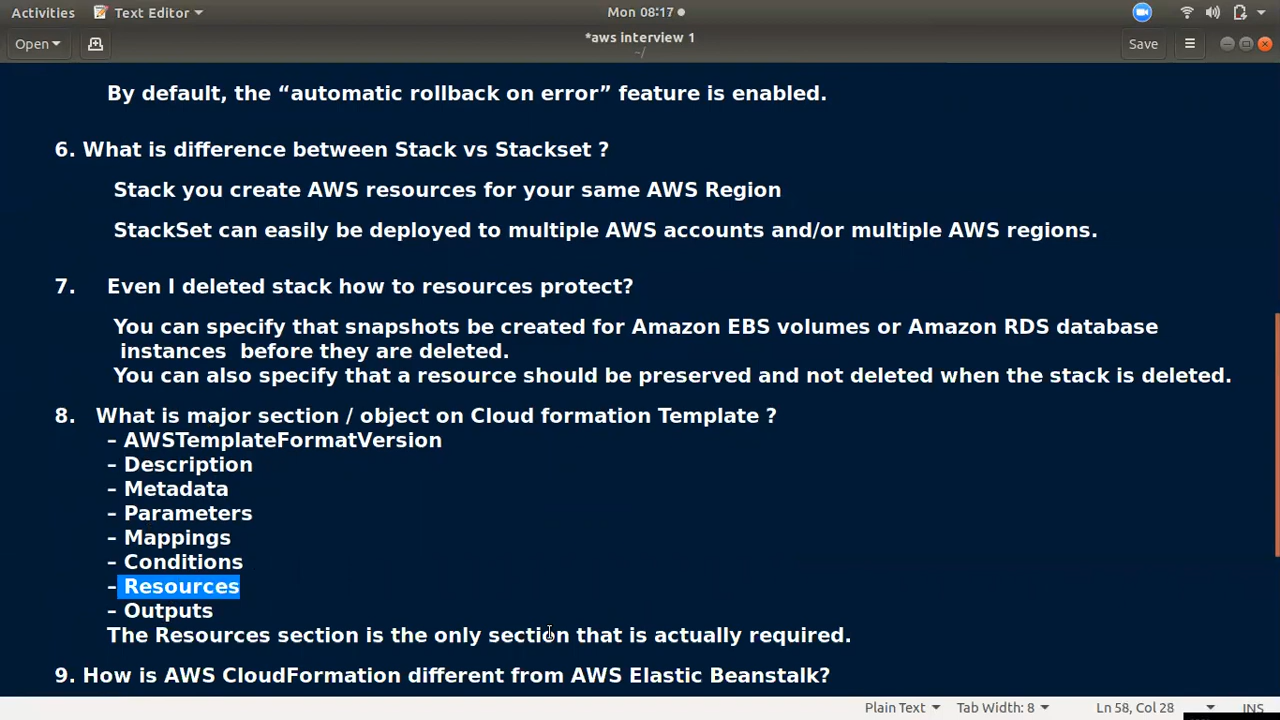 Activities Text Editor Mon 08:17
Open *aws interview 1 Save
~/
By default, the “automatic rollback on error” feature is enabled.
6. What is difference between Stack vs Stackset ?
Stack you create AWS resources for your same AWS Region
StackSet can easily be deployed to multiple AWS accounts and/or multiple AWS regions.
7. Even I deleted stack how to resources protect?
You can specify that snapshots be created for Amazon EBS volumes or Amazon RDS database
instances before they are deleted.
You can also specify that a resource should be preserved and not deleted when the stack is deleted.
8. What is major section / object on Cloud formation Template ?
– AWSTemplateFormatVersion
– Description
– Metadata
– Parameters
– Mappings
– Conditions
– Resources
– Outputs
The Resources section is the only section that is actually required.
9. How is AWS CloudFormation different from AWS Elastic Beanstalk?
Plain Text Tab Width: 8 Ln 58, Col 28 INS